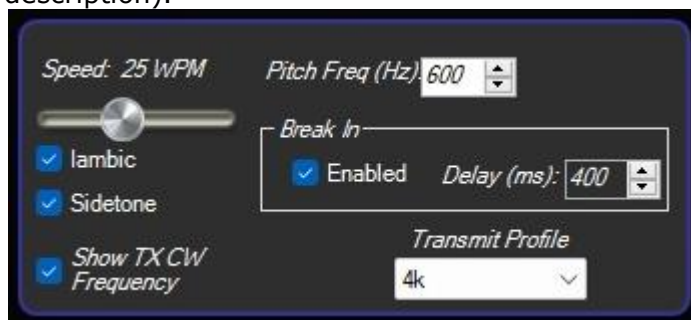 description).
Speed: 25 WPM
Pitch Freq (Hz): 600
Break In
Iambic
Enabled Delay (ms): 400
Sidetone
Transmit Profile
Show TX CW
Frequency
4k